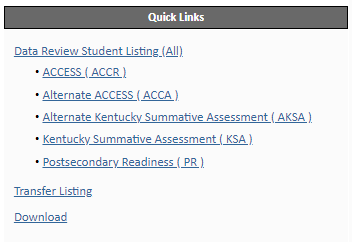 Quick Links
Data Review Student Listing (All)
• ACCESS ( ACCR )
• Alternate ACCESS ( ACCA )
• Alternate Kentucky Summative Assessment ( AKSA )
• Kentucky Summative Assessment ( KSA )
• Postsecondary Readiness ( PR )
Transfer Listing
Download